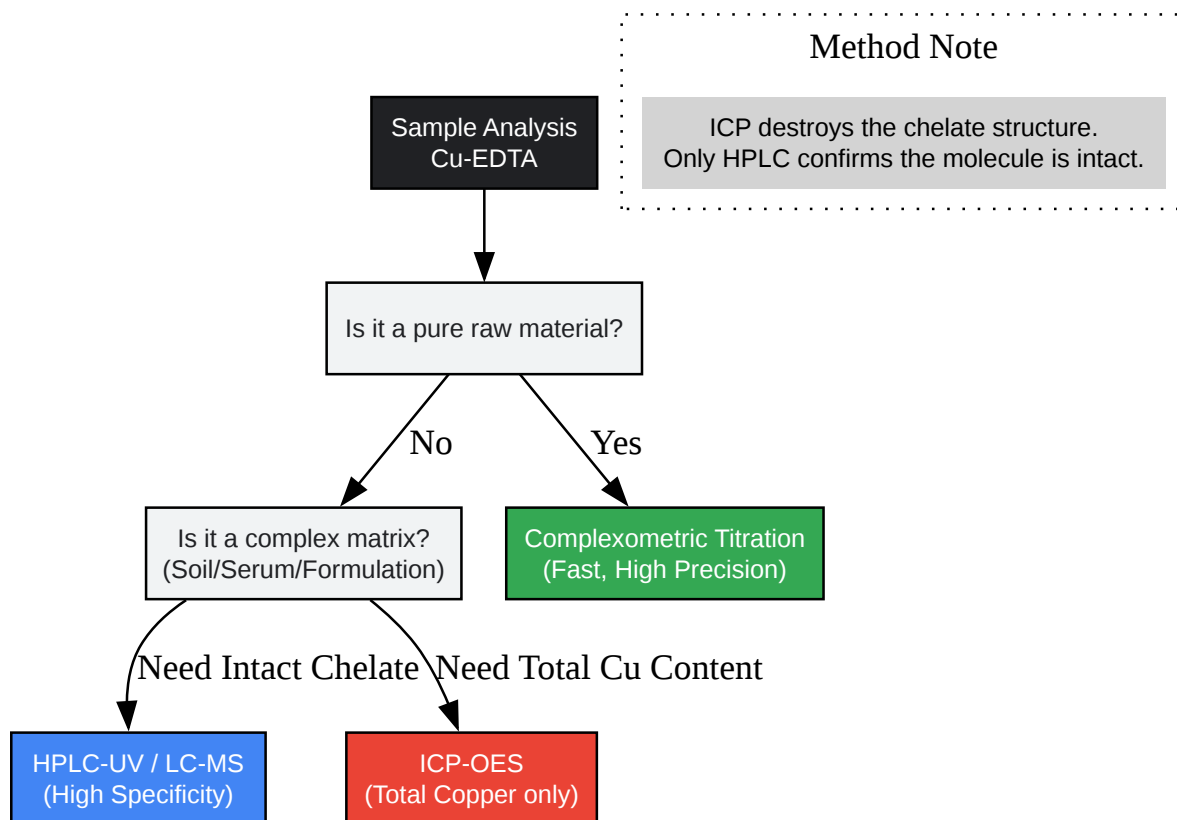 Method Note
ICP destroys the chelate structure.
Only HPLC confirms the molecule is intact.
Sample Analysis
Cu-EDTA
Is it a pure raw material?
No
Yes
Is it a complex matrix?
(Soil/Serum/Formulation)
Complexometric Titration
(Fast, High Precision)
Need Intact Chelate
Need Total Cu Content
HPLC-UV / LC-MS
(High Specificity)
ICP-OES
(Total Copper only)